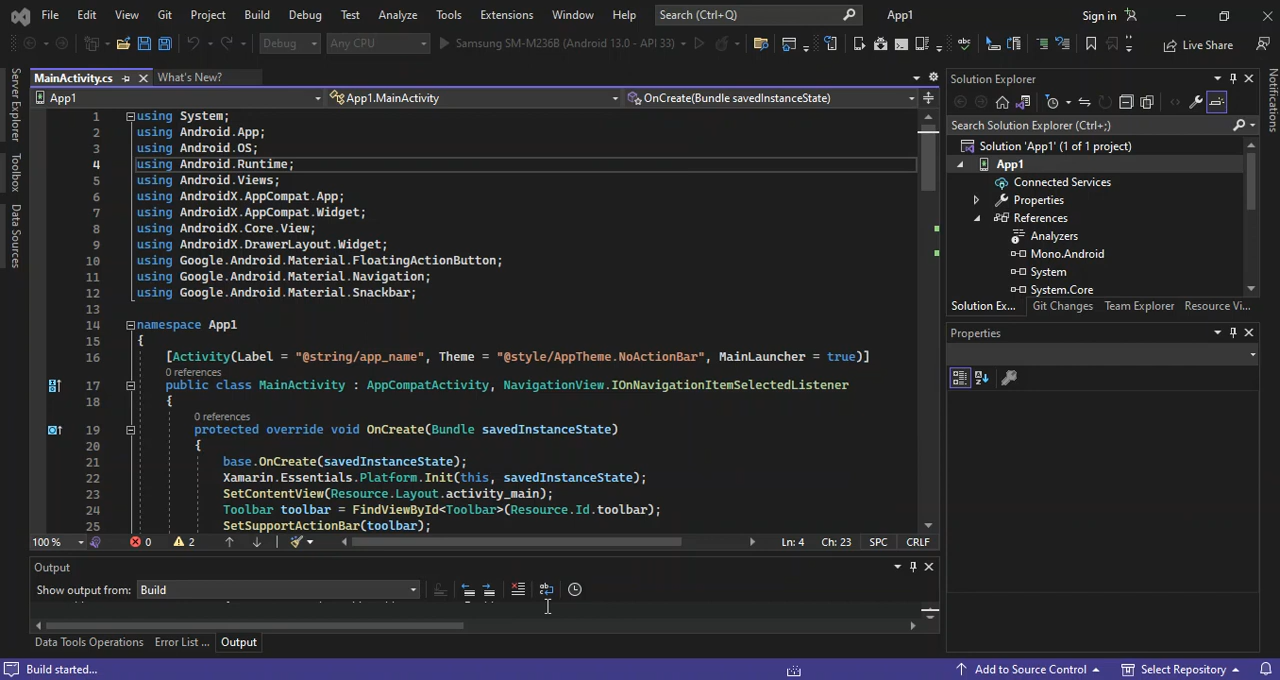 File Edit View Git Project Build Debug Test Analyze Tools Extensions Window Help Search (Ctrl+Q) App1 Sign in
Debug Any CPU Samsung SM-M236B (Android 13.0 - API 33) Live Share
Server Explorer
Toolbox
Data Sources
MainActivity.cs What's New?
App1 App1.MainActivity OnCreate(Bundle savedInstanceState)
1 using System;
2 using Android.App;
3 using Android.OS;
4 using Android.Runtime;
5 using Android.Views;
6 using AndroidX.AppCompat.App;
7 using AndroidX.AppCompat.Widget;
8 using AndroidX.Core.View;
9 using AndroidX.DrawerLayout.Widget;
10 using Google.Android.Material.FloatingActionButton;
11 using Google.Android.Material.Navigation;
12 using Google.Android.Material.Snackbar;
13
14 namespace App1
15 {
16 [Activity(Label = "@string/app_name", Theme = "@style/AppTheme.NoActionBar", MainLauncher = true)]
0 references
17 public class MainActivity : AppCompatActivity, NavigationView.IOnNavigationItemSelectedListener
18 {
0 references
19 protected override void OnCreate(Bundle savedInstanceState)
20 {
21 base.OnCreate(savedInstanceState);
22 Xamarin.Essentials.Platform.Init(this, savedInstanceState);
23 SetContentView(Resource.Layout.activity_main);
24 Toolbar toolbar = FindViewById<Toolbar>(Resource.Id.toolbar);
25 SetSupportActionBar(toolbar);
100 % 0 2 Ln: 4 Ch: 23 SPC CRLF
Output
Show output from: Build
Data Tools Operations Error List ... Output
Solution Explorer
Search Solution Explorer (Ctrl+;)
Solution 'App1' (1 of 1 project)
App1
Connected Services
Properties
References
Analyzers
Mono.Android
System
System.Core
Solution Ex... Git Changes Team Explorer Resource Vi...
Properties
Notifications
Build started... Add to Source Control Select Repository